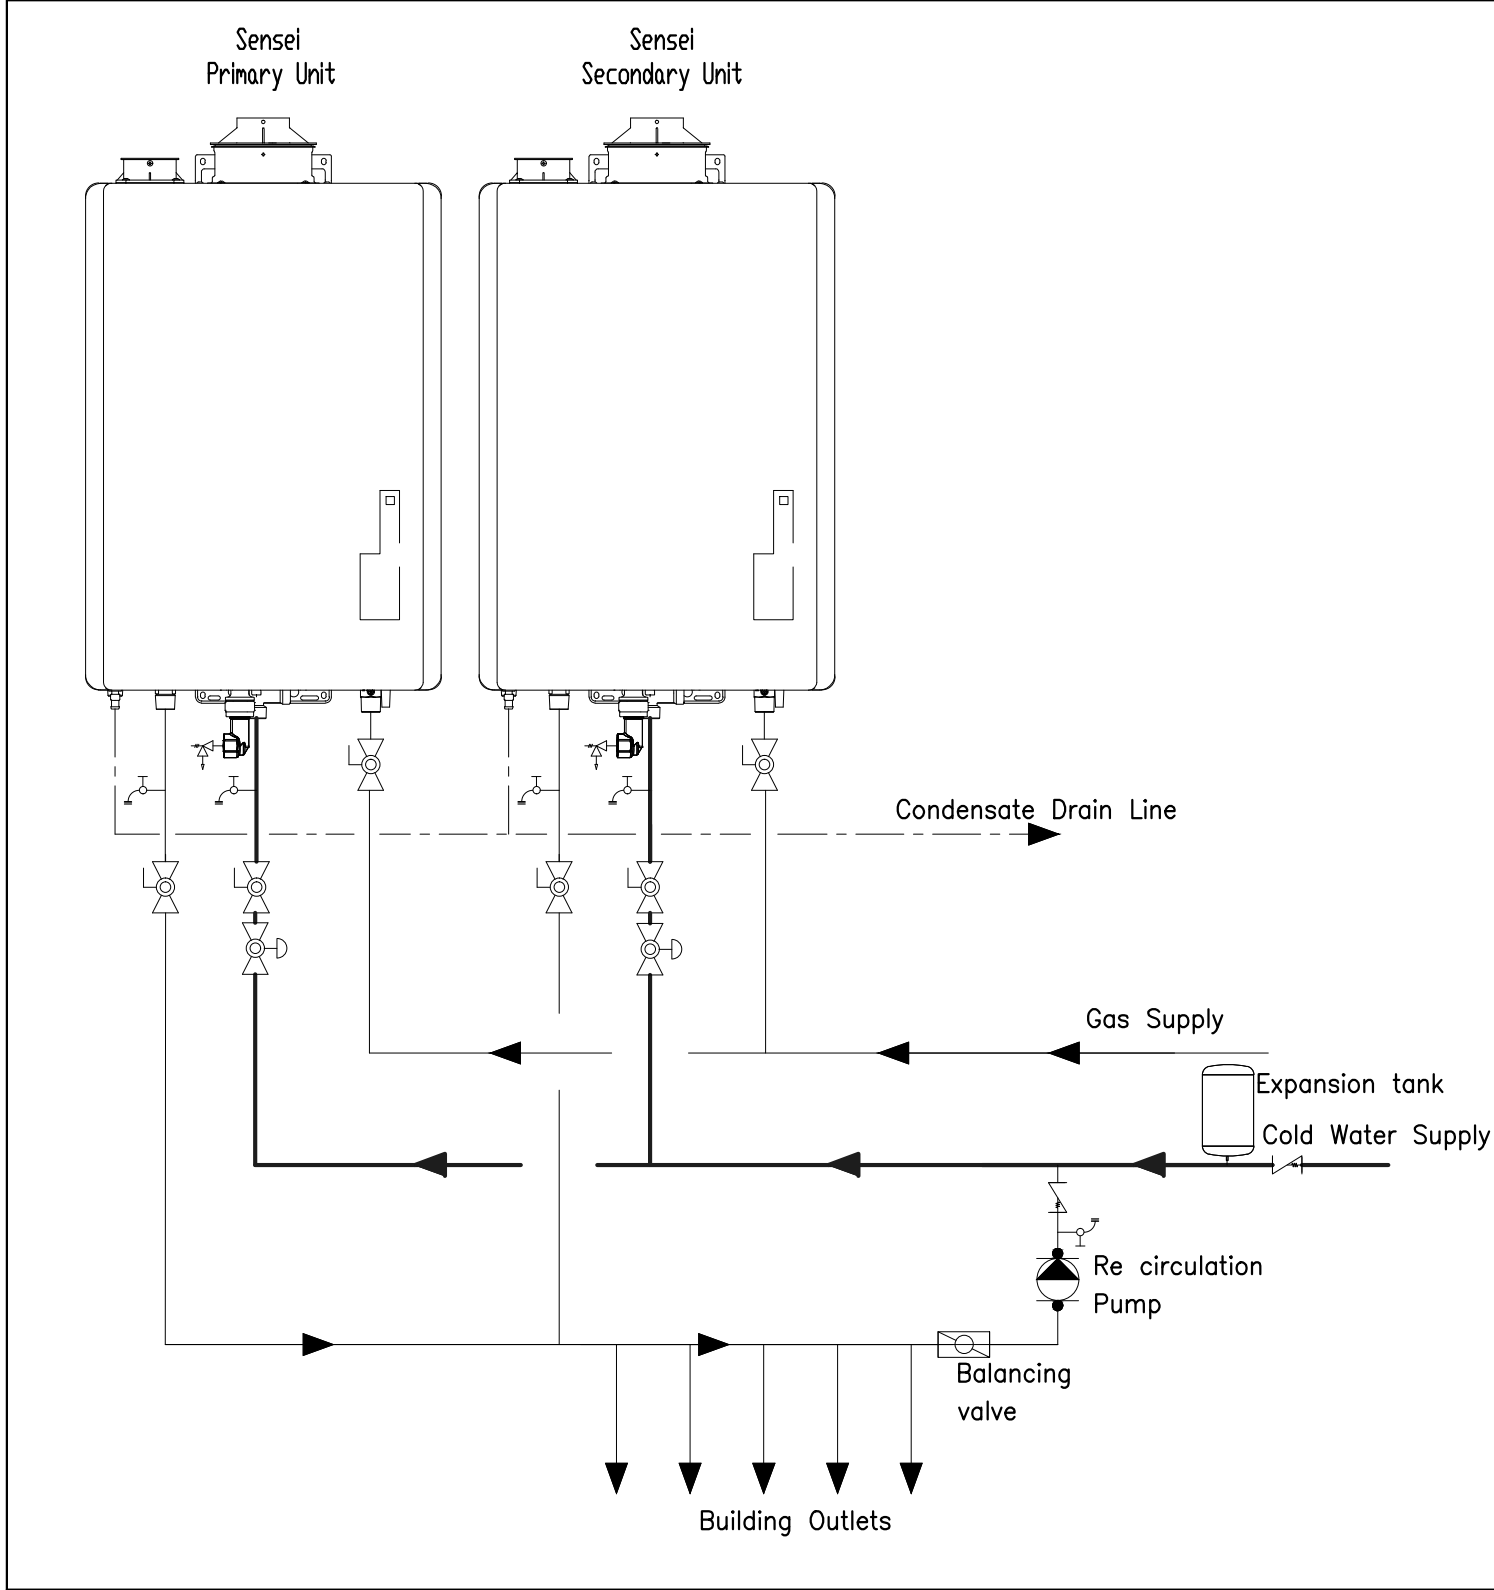 Sensei
Primary Unit
Sensei
Secondary Unit
Condensate Drain Line
Gas Supply
Expansion tank
Cold Water Supply
Re circulation
Pump
Balancing
valve
Building Outlets